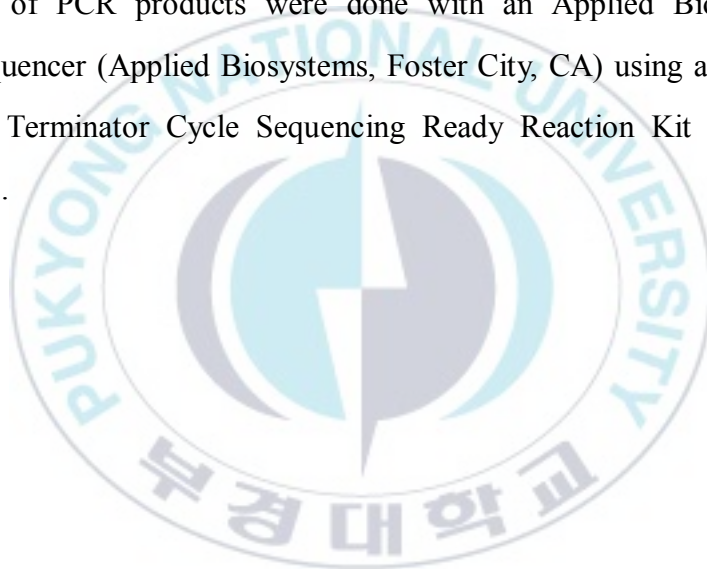 of PCR products were done with an Applied Bio
quencer (Applied Biosystems, Foster City, CA) using a
Terminator Cycle Sequencing Ready Reaction Kit
.
PUKYONG NATIONAL UNIVERSITY
부경대학교